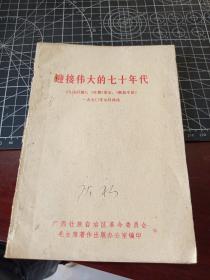 迎接伟大的七十年代
《人民日报》、《红旗》杂志、《解放军报》
一九七〇年元旦社论
广西壮族自治区革命委员会
毛主席著作出版办公室编印